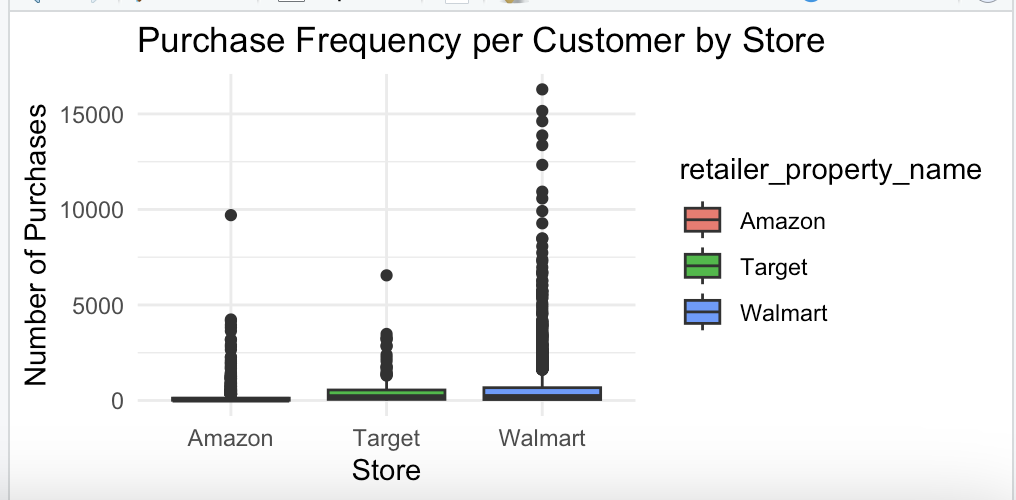 Purchase Frequency per Customer by Store
Number of Purchases
15000
10000
5000
0
Amazon Target Walmart
Store
retailer_property_name
Amazon
Target
Walmart